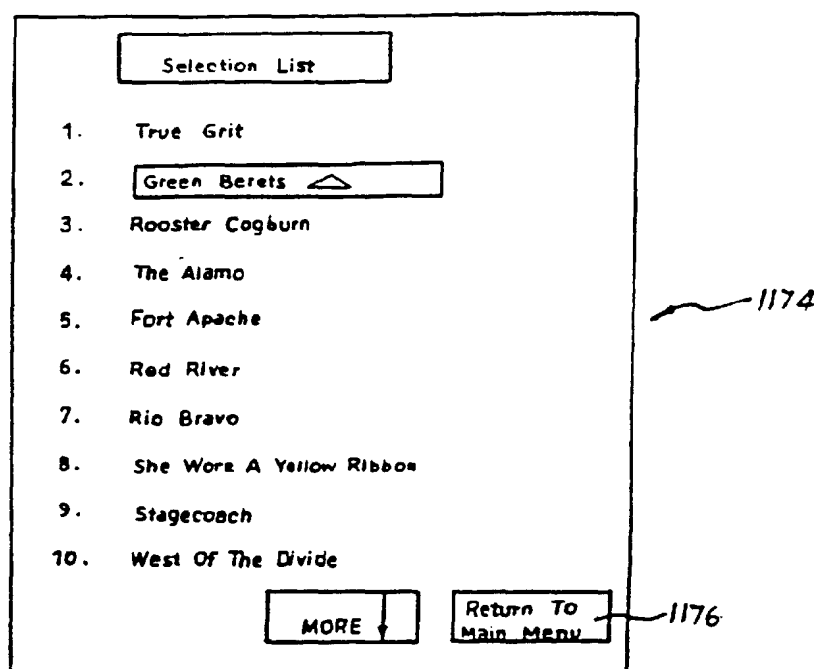 Selection List
1. True Grit
2. Green Berets
3. Rooster Cogburn
4. The Alamo
5. Fort Apache
6. Red River
7. Rio Bravo
8. She Wore A Yellow Ribbon
9. Stagecoach
10. West Of The Divide
MORE
Return To
Main Menu
1174
1176